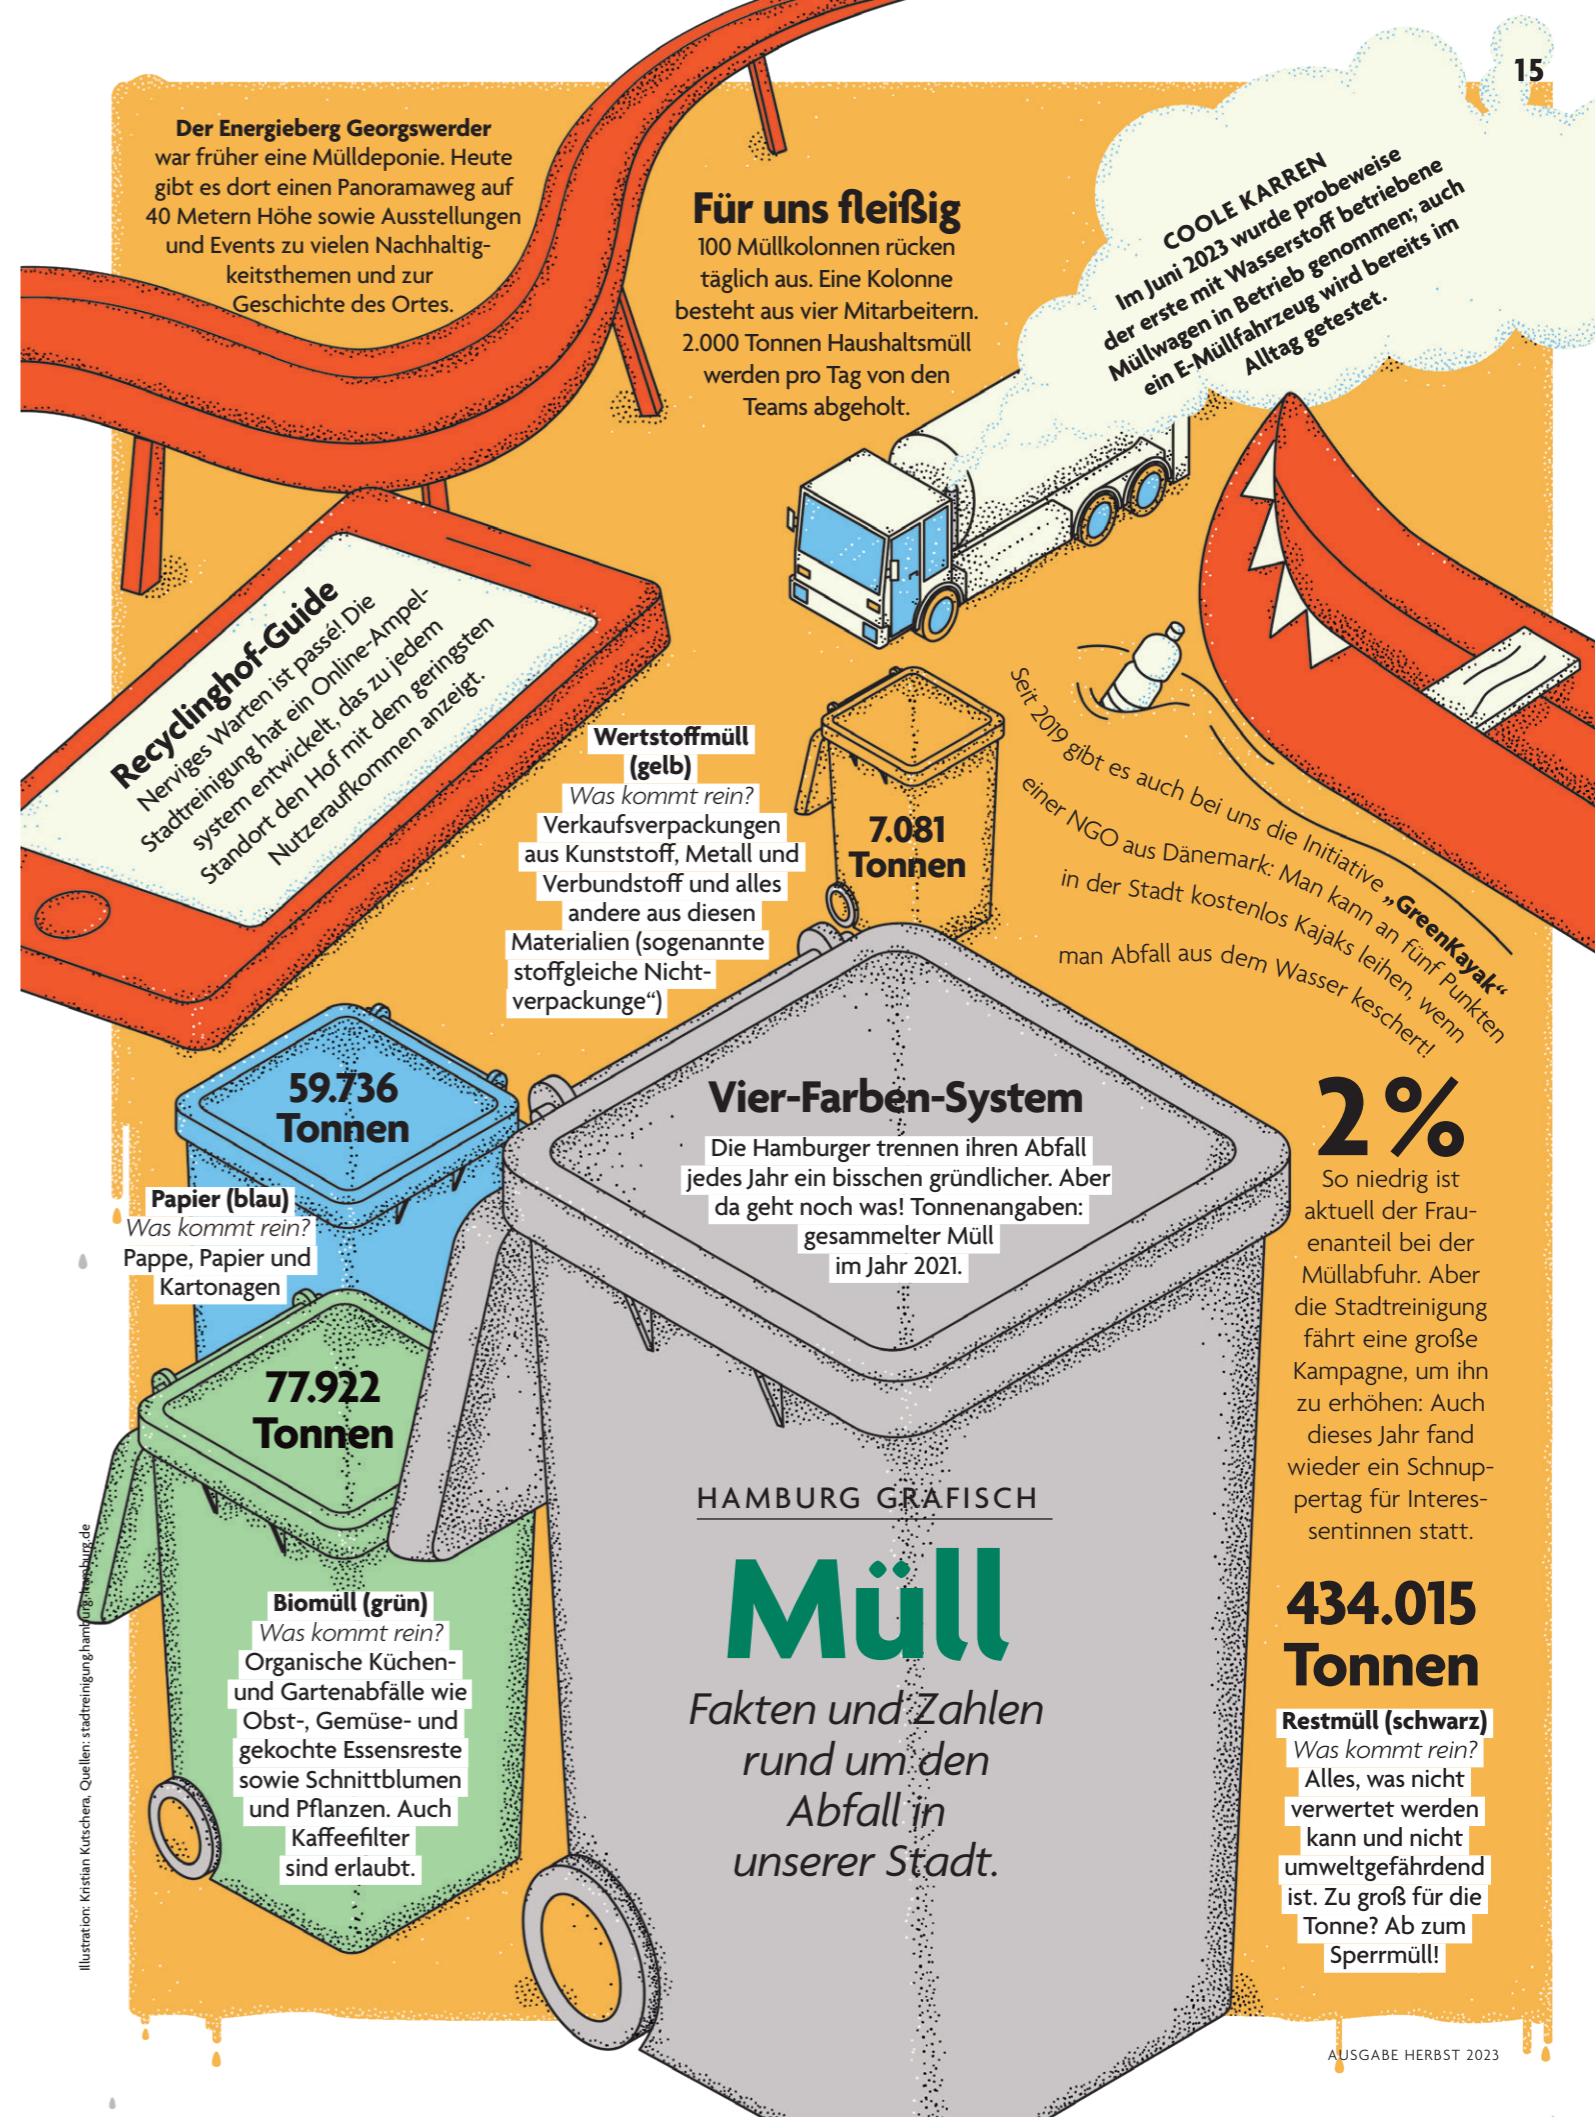 15
Der Energieberg Georgswerder
war früher eine Mülldeponie. Heute
gibt es dort einen Panoramaweg auf
40 Metern Höhe sowie Ausstellungen
und Events zu vielen Nachhaltig-
keitsthemen und zur
Geschichte des Ortes.
Für uns fleißig
100 Müllkolonnen rücken
täglich aus. Eine Kolonne
besteht aus vier Mitarbeitern.
2.000 Tonnen Haushaltsmüll
werden pro Tag von den
Teams abgeholt.
COOLE KARREN
Im Juni 2023 wurde probeweise
der erste mit Wasserstoff betriebene
Müllwagen in Betrieb genommen; auch
ein E-Müllfahrzeug wird bereits im
Alltag getestet.
Recyclinghof-Guide
Nerviges Warten ist passé! Die
Stadtreinigung hat ein Online-Ampel-
system entwickelt, das zu jedem
Standort den Hof mit dem geringsten
Nutzeraufkommen anzeigt.
Wertstoffmüll
(gelb)
Was kommt rein?
Verkaufsverpackungen
aus Kunststoff, Metall und
Verbundstoff und alles
andere aus diesen
Materialien (sogenannte
stoffgleiche Nicht-
verpackunge“)
7.081
Tonnen
Seit 2019 gibt es auch bei uns die Initiative „GreenKayak“
einer NGO aus Dänemark: Man kann an fünf Punkten
in der Stadt kostenlos Kajaks leihen, wenn
man Abfall aus dem Wasser keschert!
59.736
Tonnen
Papier (blau)
Was kommt rein?
Pappe, Papier und
Kartonagen
Vier-Farben-System
Die Hamburger trennen ihren Abfall
jedes Jahr ein bisschen gründlicher. Aber
da geht noch was! Tonnenangaben:
gesammelter Müll
im Jahr 2021.
2 %
So niedrig ist
aktuell der Frau-
enanteil bei der
Müllabfuhr. Aber
die Stadtreinigung
fährt eine große
Kampagne, um ihn
zu erhöhen: Auch
dieses Jahr fand
wieder ein Schnup-
pertag für Interes-
sentinnen statt.
77.922
Tonnen
Biomüll (grün)
Was kommt rein?
Organische Küchen-
und Gartenabfälle wie
Obst-, Gemüse- und
gekochte Essensreste
sowie Schnittblumen
und Pflanzen. Auch
Kaffeefilter
sind erlaubt.
HAMBURG GRAFISCH
Müll
Fakten und Zahlen
rund um den
Abfall in
unserer Stadt.
434.015
Tonnen
Restmüll (schwarz)
Was kommt rein?
Alles, was nicht
verwertet werden
kann und nicht
umweltgefährdend
ist. Zu groß für die
Tonne? Ab zum
Sperrmüll!
Illustration: Kristian Kutschera, Quellen: stadtreinigung.hamburg.hamburg.de
AUSGABE HERBST 2023